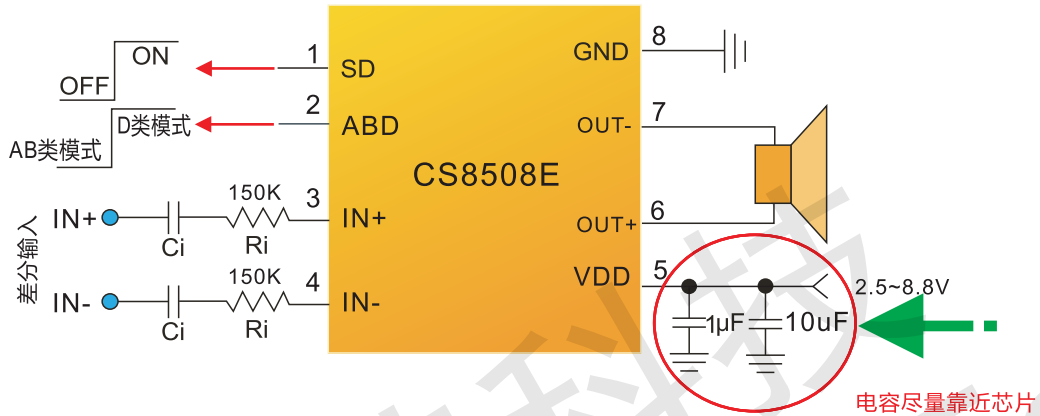 ON
OFF
D类模式
AB类模式
差分输入
IN+
Ci
150K
Ri
IN-
Ci
150K
Ri
1
SD
2
ABD
3
IN+
4
IN-
CS8508E
GND
8
OUT-
7
OUT+
6
VDD
5
2.5~8.8V
1μF
10uF
电容尽量靠近芯片
科技